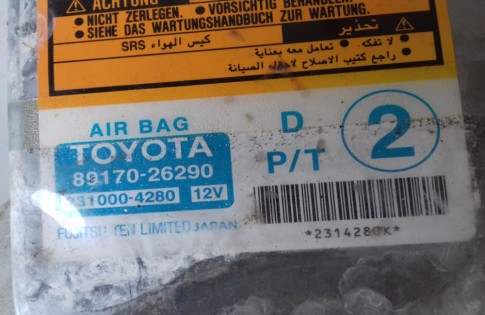 ACHTUNG
● NICHT ZERLEGEN. ● VORSICHTIG BEHANDELN.
● SIEHE DAS WARTUNGSHANDBUCH ZUR WARTUNG.
تحذير
كيس الهواء SRS
● لا تفكه . ● تعامل معه بعناية .
● راجع كتيب الاصلاح لاجل الصيانة .
AIR BAG
TOYOTA
89170-26290
231000-4280 12V
FUJITSU TEN LIMITED JAPAN
D
P/T
2